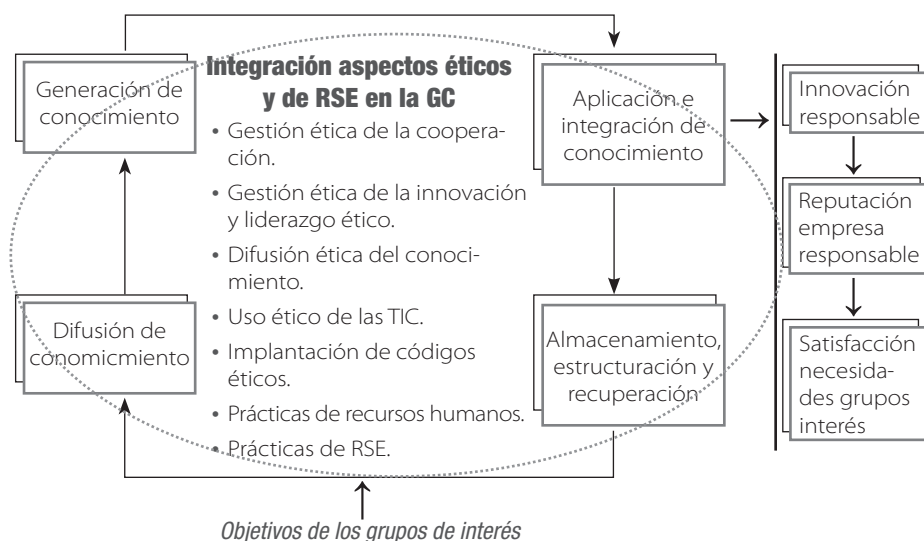 Integración aspectos éticos
y de RSE en la GC
• Gestión ética de la coopera-
ción.
• Gestión ética de la innovación
y liderazgo ético.
• Difusión ética del conoci-
miento.
• Uso ético de las TIC.
• Implantación de códigos
éticos.
• Prácticas de recursos humanos.
• Prácticas de RSE.
Generación de
conocimiento
Aplicación e
integración de
conocimiento
Almacenamiento,
estructuración y
recuperación
Difusión de
conomicmiento
Innovación
responsable
Reputación
empresa
responsable
Satisfacción
necesida-
des grupos
interés
Objetivos de los grupos de interés